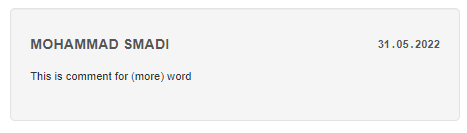 MOHAMMAD SMADI 31.05.2022
This is comment for (more) word